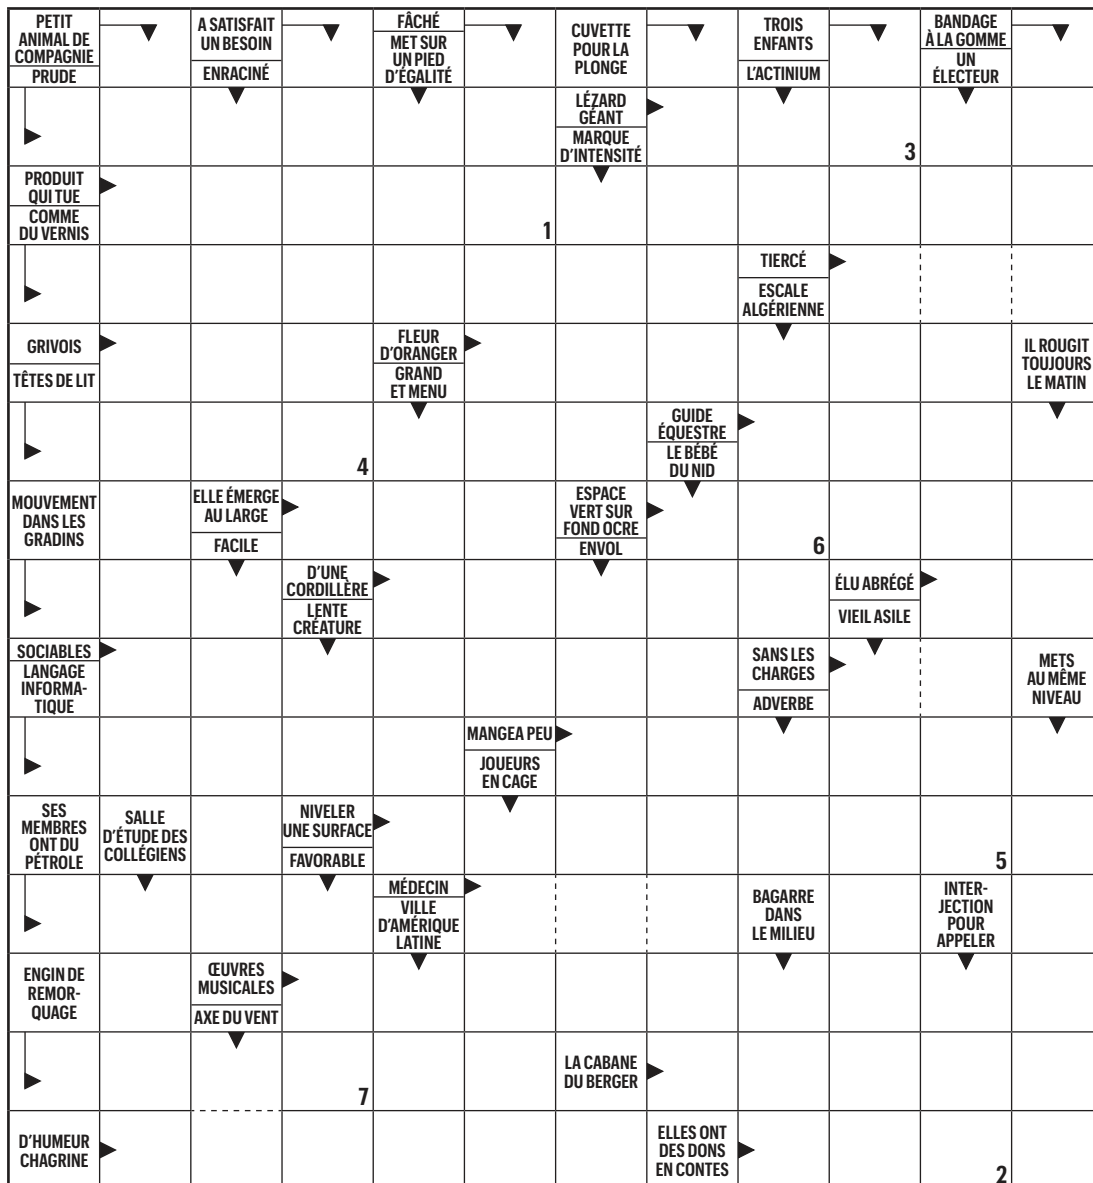 PETIT
ANIMAL DE
COMPAGNIE
PRUDE
A SATISFAIT
UN BESOIN
ENRACINÉ
FÂCHÉ
MET SUR
UN PIED
D'ÉGALITÉ
CUVETTE
POUR LA
PLONGE
TROIS
ENFANTS
L'ACTINIUM
BANDAGE
À LA GOMME
UN
ÉLECTEUR
LÉZARD
GÉANT
MARQUE
D'INTENSITÉ
3
PRODUIT
QUI TUE
COMME
DU VERNIS
1
TIERCÉ
ESCALE
ALGÉRIENNE
GRIVOIS
TÊTES DE LIT
FLEUR
D'ORANGER
GRAND
ET MENU
IL ROUGIT
TOUJOURS
LE MATIN
4
GUIDE
ÉQUESTRE
LE BÉBÉ
DU NID
MOUVEMENT
DANS LES
GRADINS
ELLE ÉMERGE
AU LARGE
FACILE
ESPACE
VERT SUR
FOND OCRE
ENVOL
6
D'UNE
CORDILLÈRE
LENTE
CRÉATURE
ÉLU ABRÉGÉ
VIEIL ASILE
SOCIABLES
LANGAGE
INFORMA-
TIQUE
SANS LES
CHARGES
ADVERBE
METS
AU MÊME
NIVEAU
MANGEA PEU
JOUEURS
EN CAGE
SES
MEMBRES
ONT DU
PÉTROLE
SALLE
D'ÉTUDE DES
COLLÉGIENS
NIVELER
UNE SURFACE
FAVORABLE
5
MÉDECIN
VILLE
D'AMÉRIQUE
LATINE
BAGARRE
DANS
LE MILIEU
INTER-
JECTION
POUR
APPELER
ENGIN DE
REMOR-
QUAGE
ŒUVRES
MUSICALES
AXE DU VENT
7
LA CABANE
DU BERGER
D'HUMEUR
CHAGRINE
ELLES ONT
DES DONS
EN CONTES
2